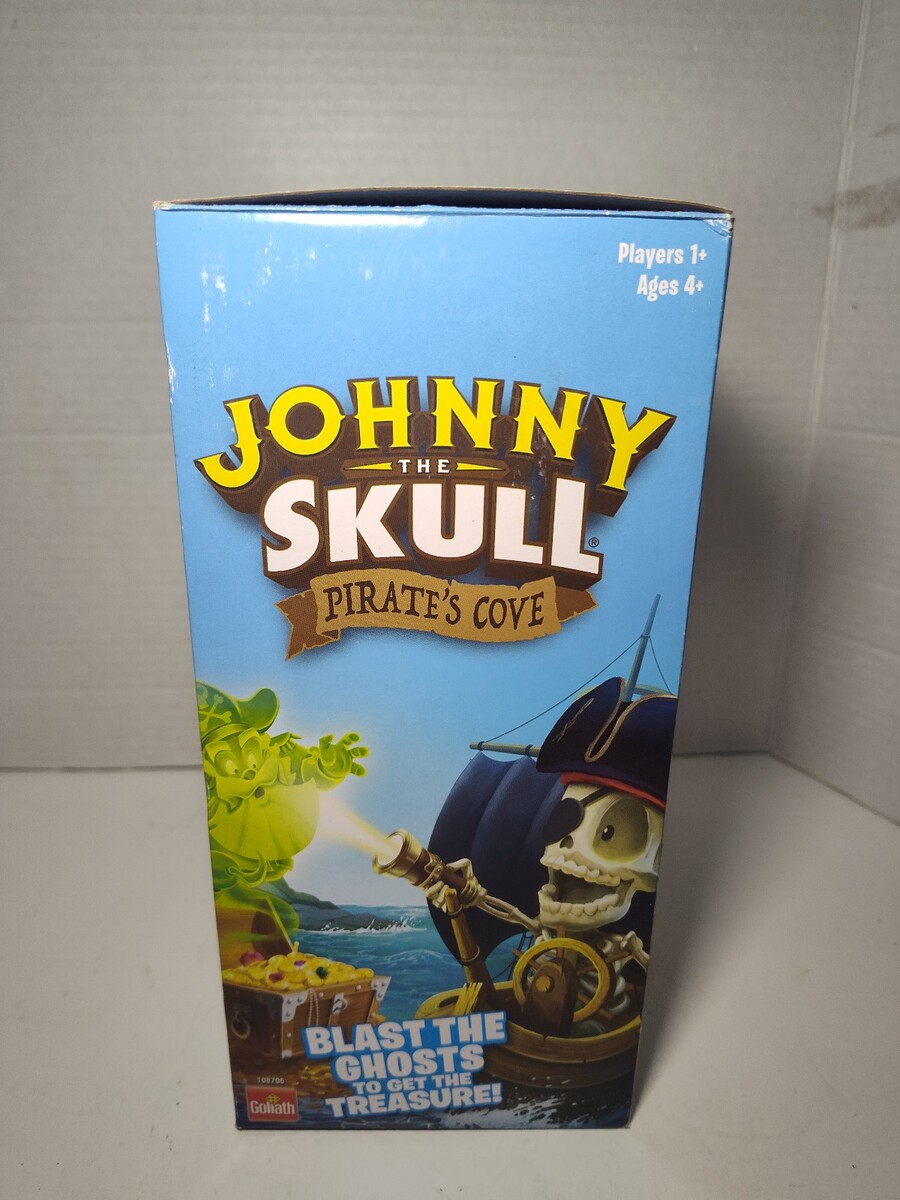 Players 1+
Ages 4+
JOHNNY
THE
SKULL®
PIRATE'S COVE
BLAST THE
GHOSTS
TO GET THE
TREASURE!
108706
Goliath